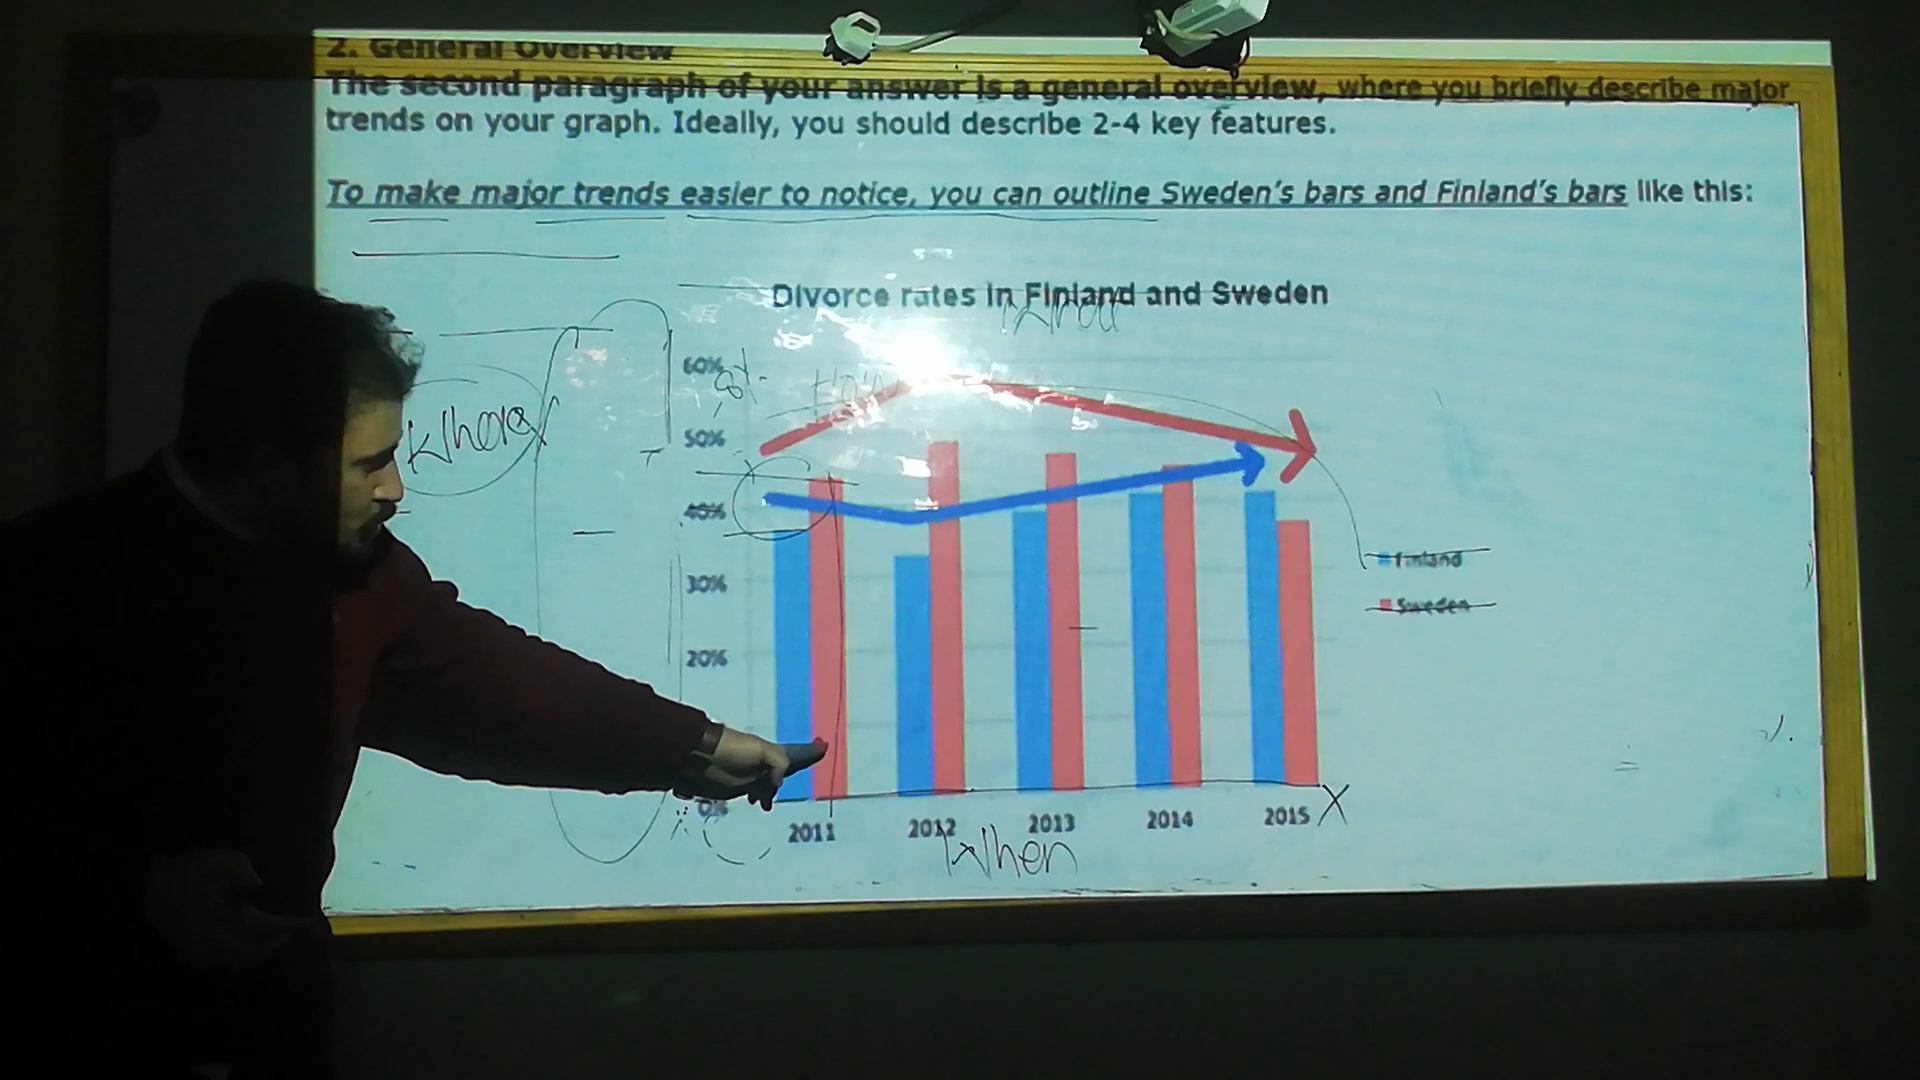 2. General Overview
The second paragraph of your answer is a general overview, where you briefly describe major
trends on your graph. Ideally, you should describe 2-4 key features.
To make major trends easier to notice, you can outline Sweden's bars and Finland's bars like this:
Divorce rates in Finland and Sweden
60%
50%
40%
30%
20%
0%
Where
Finland
Sweden
2011 2012 2013 2014 2015 X
When